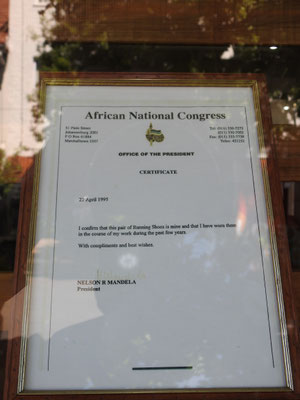 African National Congress
51 Plein Street
Johannesburg 2001
P O Box 61884
Marshalltown 2107
OFFICE OF THE PRESIDENT
CERTIFICATE
April 1995
I confirm that this pair of Running Shoes is mine and that I have worn them
in the course of my work during the past few years.
With compliments and best wishes.
NELSON R MANDELA
President